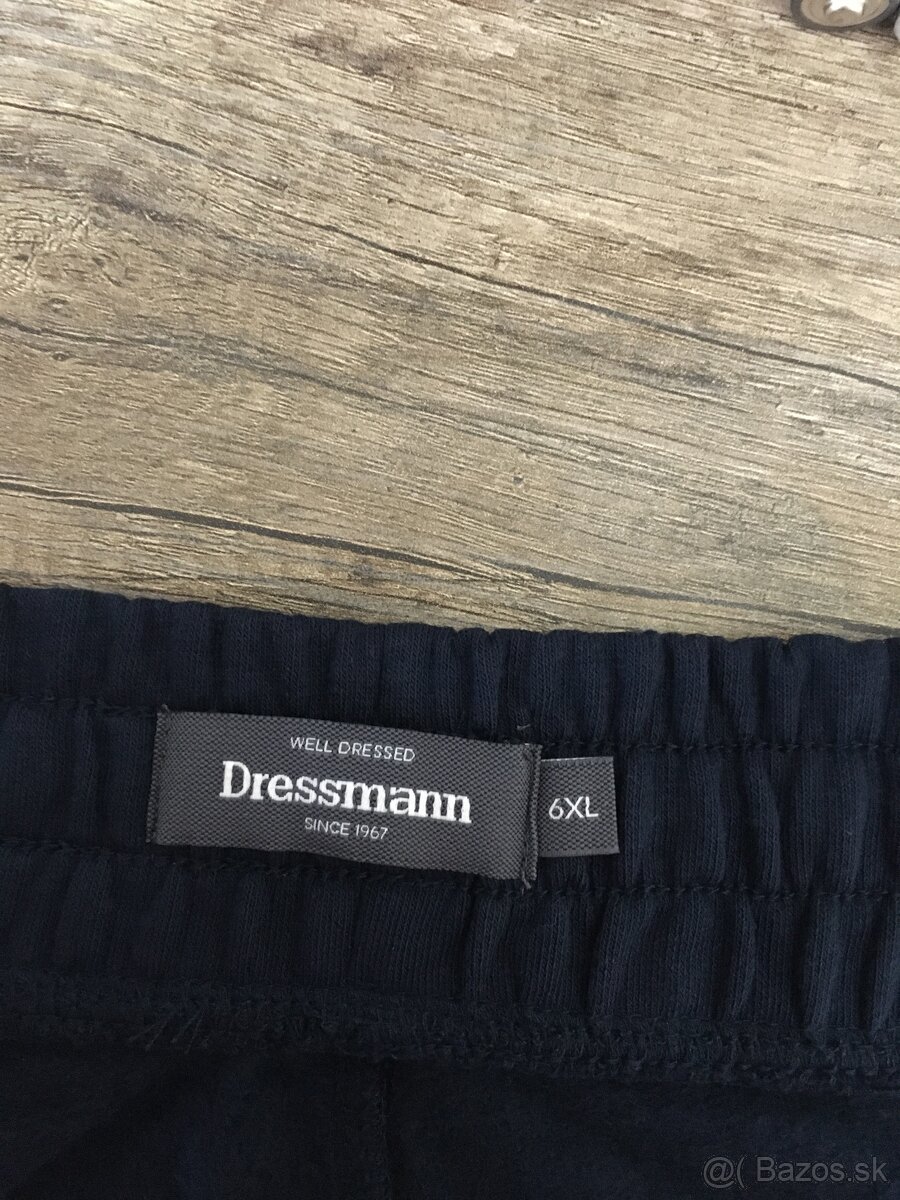 WELL DRESSED
Dressmann
SINCE 1967
6XL
@( Bazos.sk